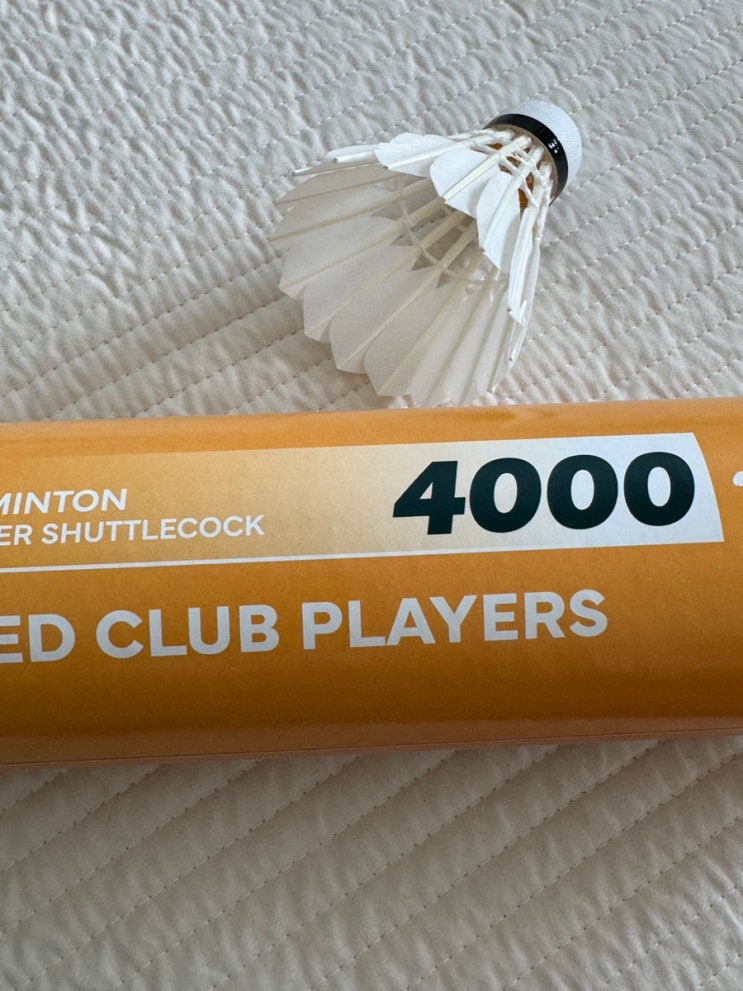 MINTON
ER SHUTTLECOCK
4000
ED CLUB PLAYERS